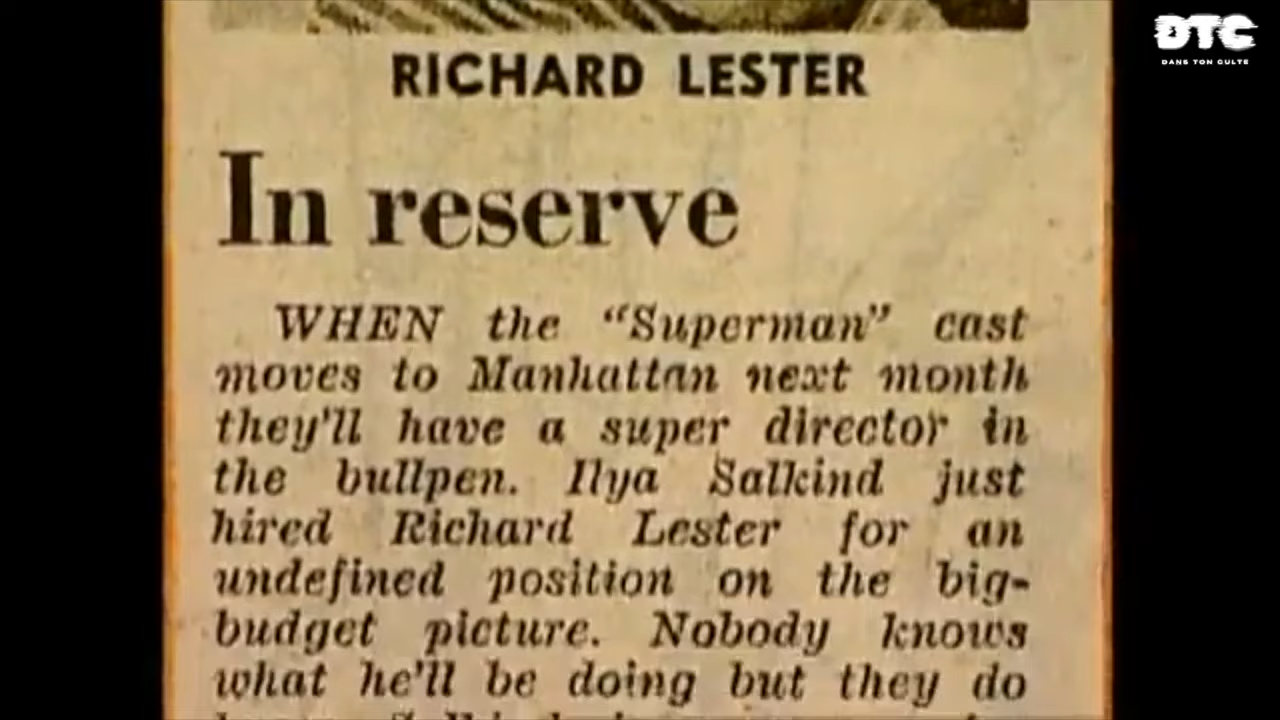 DTC
DANS TON CULTE
RICHARD LESTER
In reserve
WHEN the "Superman" cast
moves to Manhattan next month
they'll have a super director in
the bullpen. Ilya Salkind just
hired Richard Lester for an
undefined position on the big-
budget picture. Nobody knows
what he'll be doing but they do